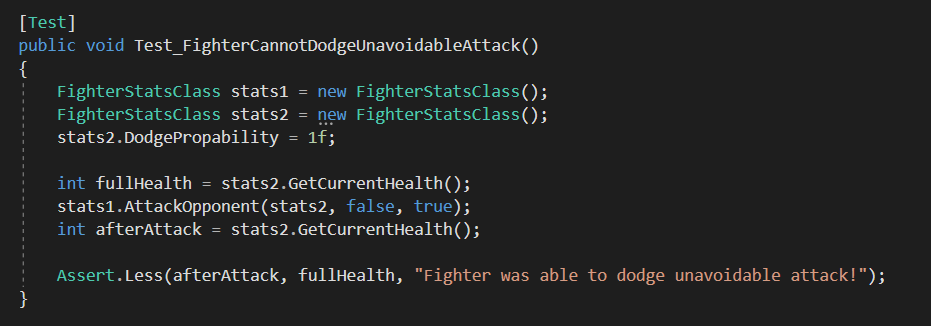 [Test]
public void Test_FighterCannotDodgeUnavoidableAttack()
{
FighterStatsClass stats1 = new FighterStatsClass();
FighterStatsClass stats2 = new FighterStatsClass();
stats2.DodgePropability = 1f;
int fullHealth = stats2.GetCurrentHealth();
stats1.AttackOpponent(stats2, false, true);
int afterAttack = stats2.GetCurrentHealth();
Assert.Less(afterAttack, fullHealth, "Fighter was able to dodge unavoidable attack!");
}